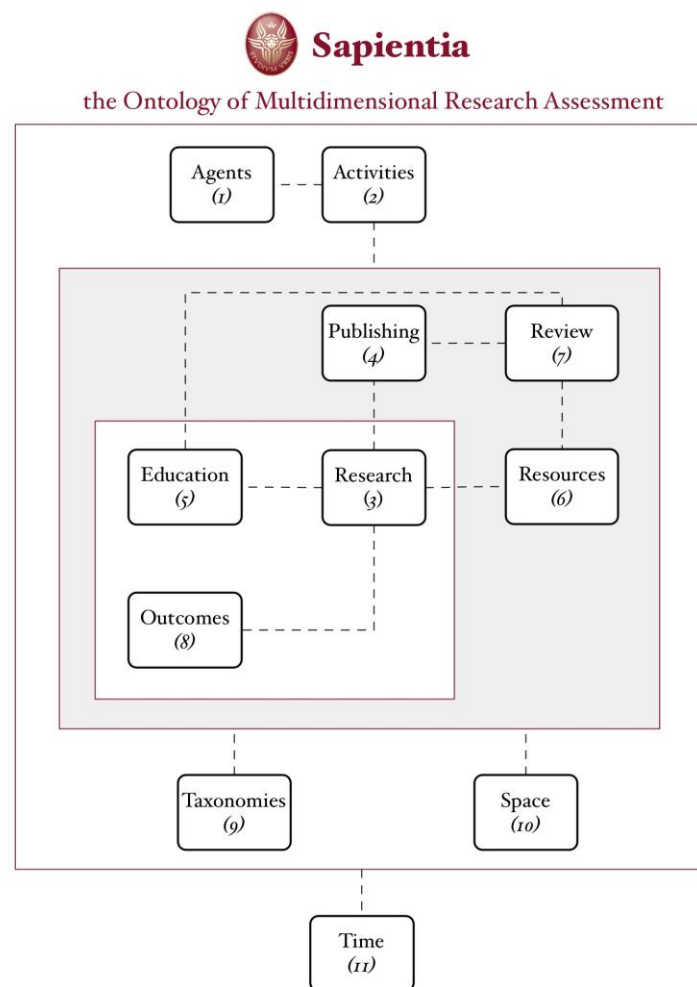 Sapientia
the Ontology of Multidimensional Research Assessment
Agents
(1)
Activities
(2)
Publishing
(4)
Review
(7)
Education
(5)
Research
(3)
Resources
(6)
Outcomes
(8)
Taxonomies
(9)
Space
(10)
Time
(11)